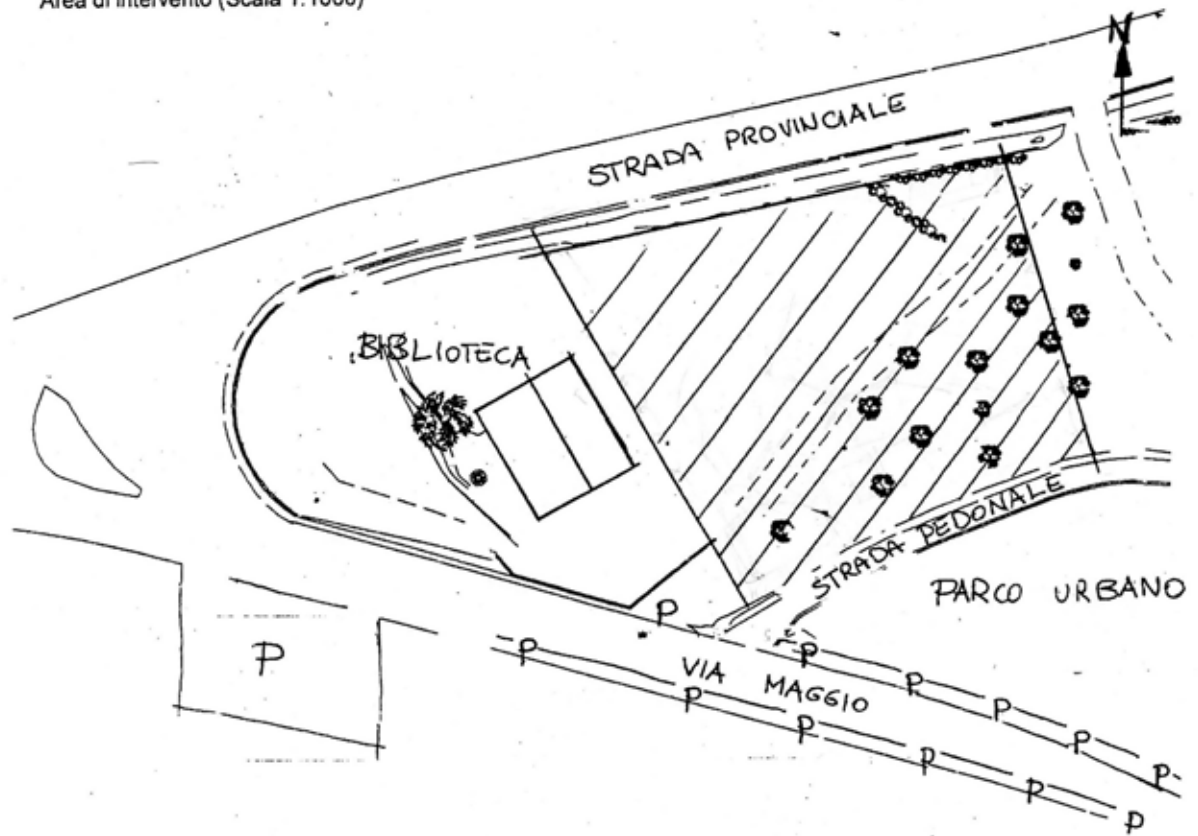 Area di intervento (Scala 1:1000)
N
STRADA PROVINCIALE
BIBLIOTECA
STRADA PEDONALE
PARCO URBANO
P
P
VIA MAGGIO
P
P
P
P
P
P
P
P
P
P
P